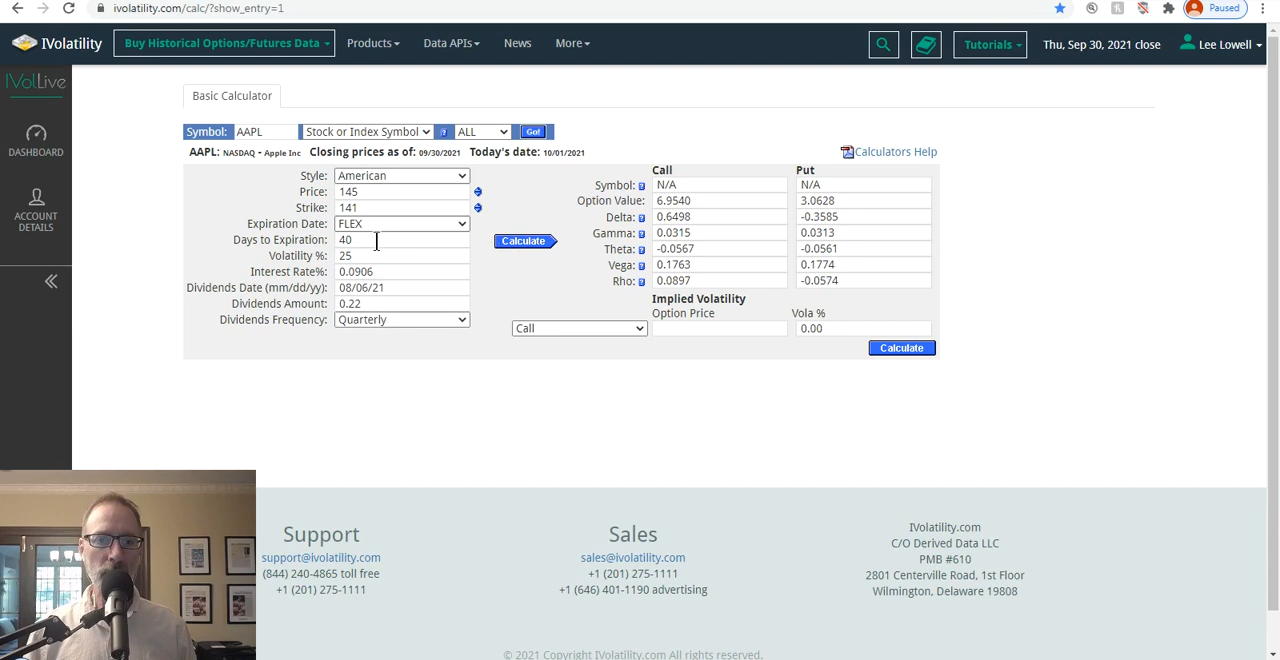 ivolatility.com/calc/?show_entry=1
Paused
IVolatility
Buy Historical Options/Futures Data
Products
Data APIs
News
More
Tutorials
Thu, Sep 30, 2021 close
Lee Lowell
IVolLive
DASHBOARD
ACCOUNT
DETAILS
Basic Calculator
Symbol: AAPL Stock or Index Symbol ? ALL Go!
AAPL: NASDAQ - Apple Inc Closing prices as of: 09/30/2021 Today's date: 10/01/2021
Calculators Help
Style: American
Price: 145
Strike: 141
Expiration Date: FLEX
Days to Expiration: 40
Volatility %: 25
Interest Rate%: 0.0906
Dividends Date (mm/dd/yy): 08/06/21
Dividends Amount: 0.22
Dividends Frequency: Quarterly
Calculate
Call Put
Symbol: ? N/A N/A
Option Value: ? 6.9540 3.0628
Delta: ? 0.6498 -0.3585
Gamma: ? 0.0315 0.0313
Theta: ? -0.0567 -0.0561
Vega: ? 0.1763 0.1774
Rho: ? 0.0897 -0.0574
Implied Volatility
Option Price Vola %
Call 0.00
Calculate
Support
support@ivolatility.com
(844) 240-4865 toll free
+1 (201) 275-1111
Sales
sales@ivolatility.com
+1 (201) 275-1111
+1 (646) 401-1190 advertising
IVolatility.com
C/O Derived Data LLC
PMB #610
2801 Centerville Road, 1st Floor
Wilmington, Delaware 19808
© 2021 Copyright IVolatility.com All rights reserved.